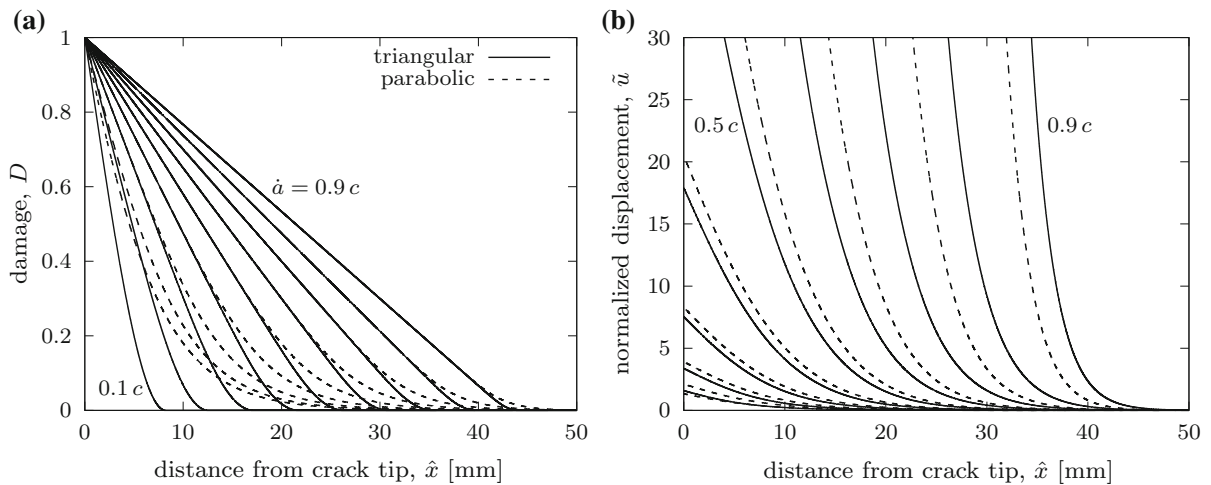 (a)
1
0.8
0.6
0.4
0.2
0
damage, D
triangular
parabolic
ȧ = 0.9 c
0.1 c
0 10 20 30 40 50
distance from crack tip, x̂ [mm]
(b)
30
25
20
15
10
5
0
normalized displacement, ũ
0.5 c
0.9 c
0 10 20 30 40 50
distance from crack tip, x̂ [mm]